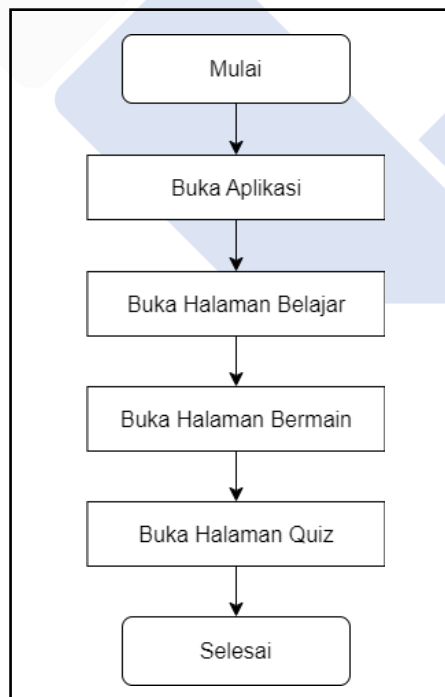 Mulai
Buka Aplikasi
Buka Halaman Belajar
Buka Halaman Bermain
Buka Halaman Quiz
Selesai